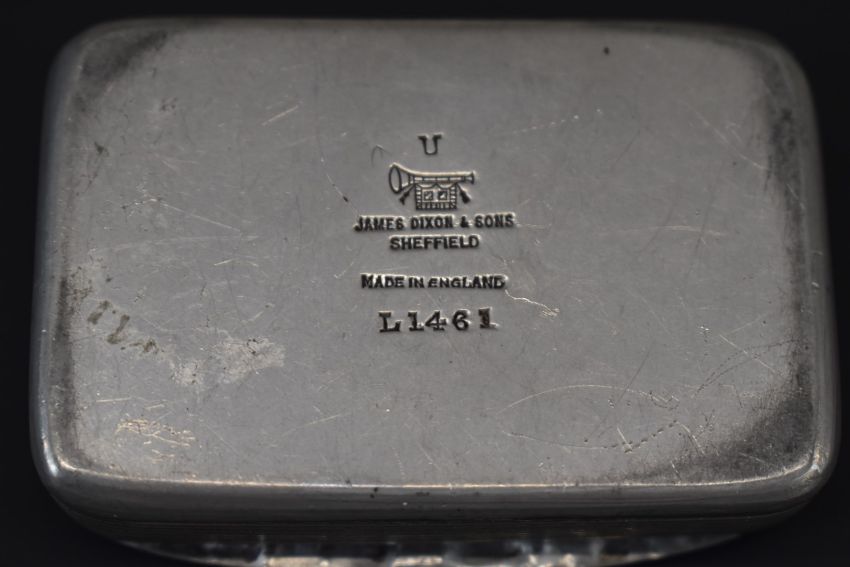 U
JAMES DIXON & SONS
SHEFFIELD
MADE IN ENGLAND
L1461